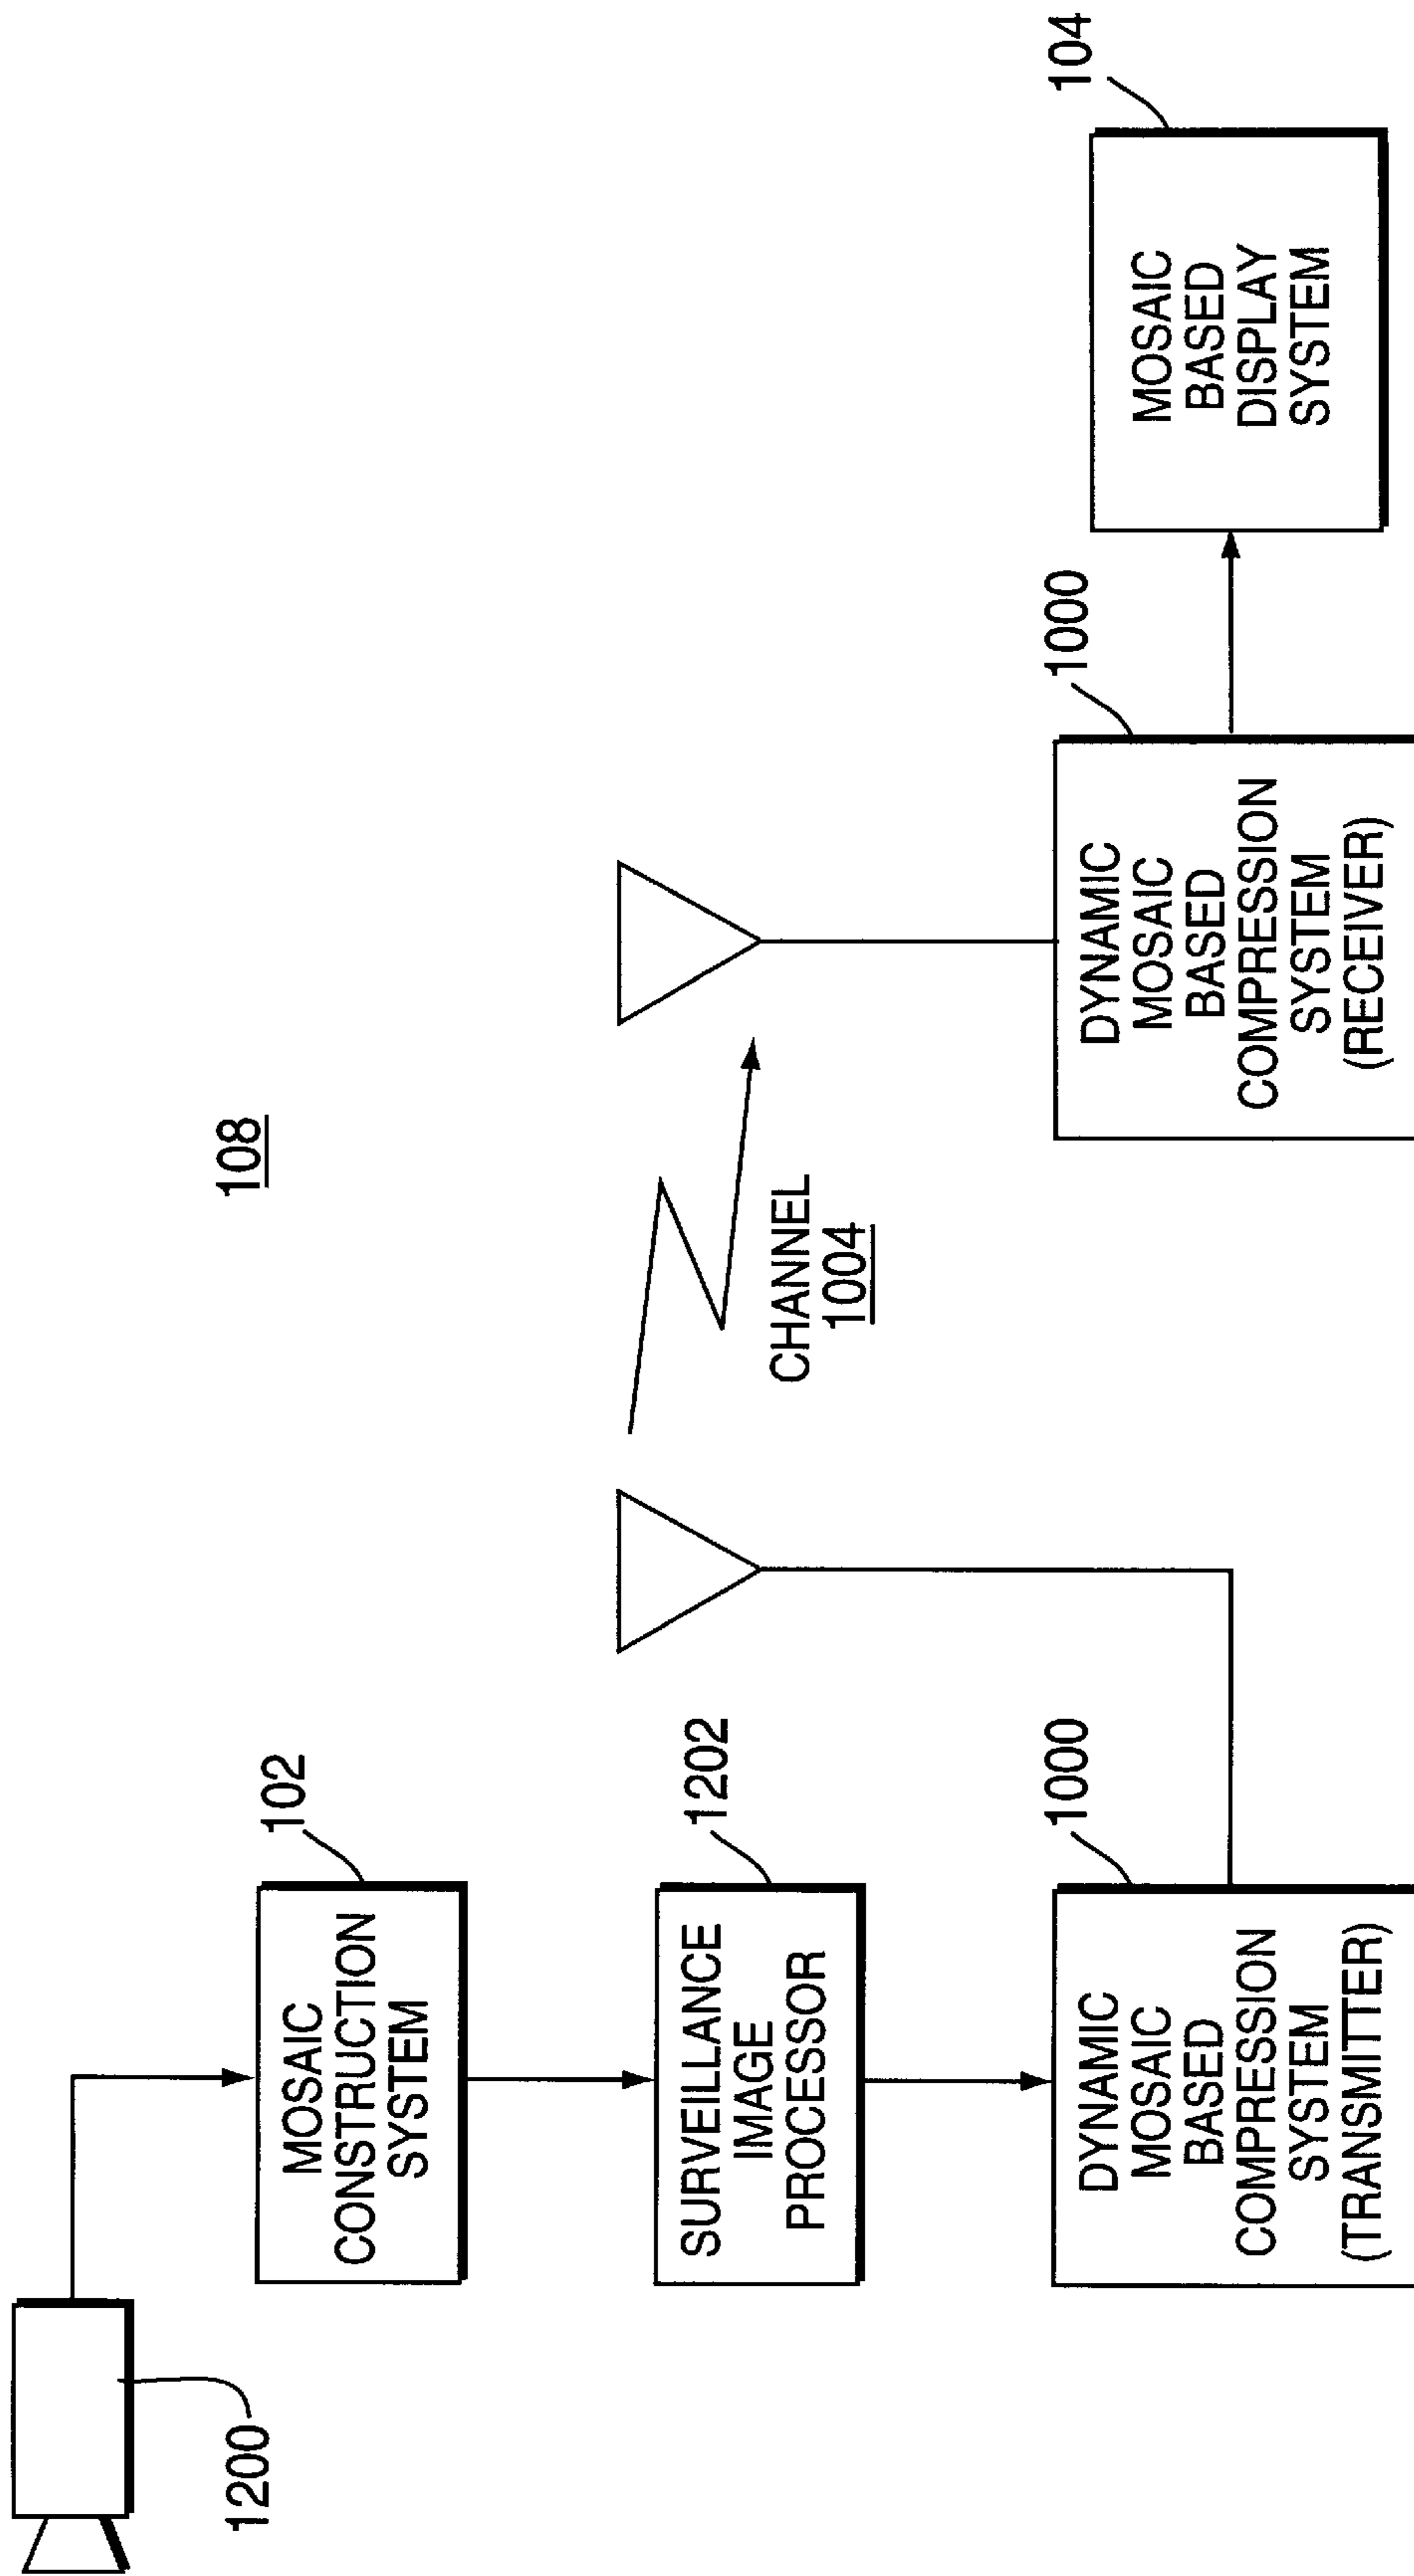 108
1200
MOSAIC
CONSTRUCTION
SYSTEM
102
SURVEILLANCE
IMAGE
PROCESSOR
1202
DYNAMIC
MOSAIC
BASED
COMPRESSION
SYSTEM
(TRANSMITTER)
1000
CHANNEL
1004
DYNAMIC
MOSAIC
BASED
COMPRESSION
SYSTEM
(RECEIVER)
1000
MOSAIC
BASED
DISPLAY
SYSTEM
104